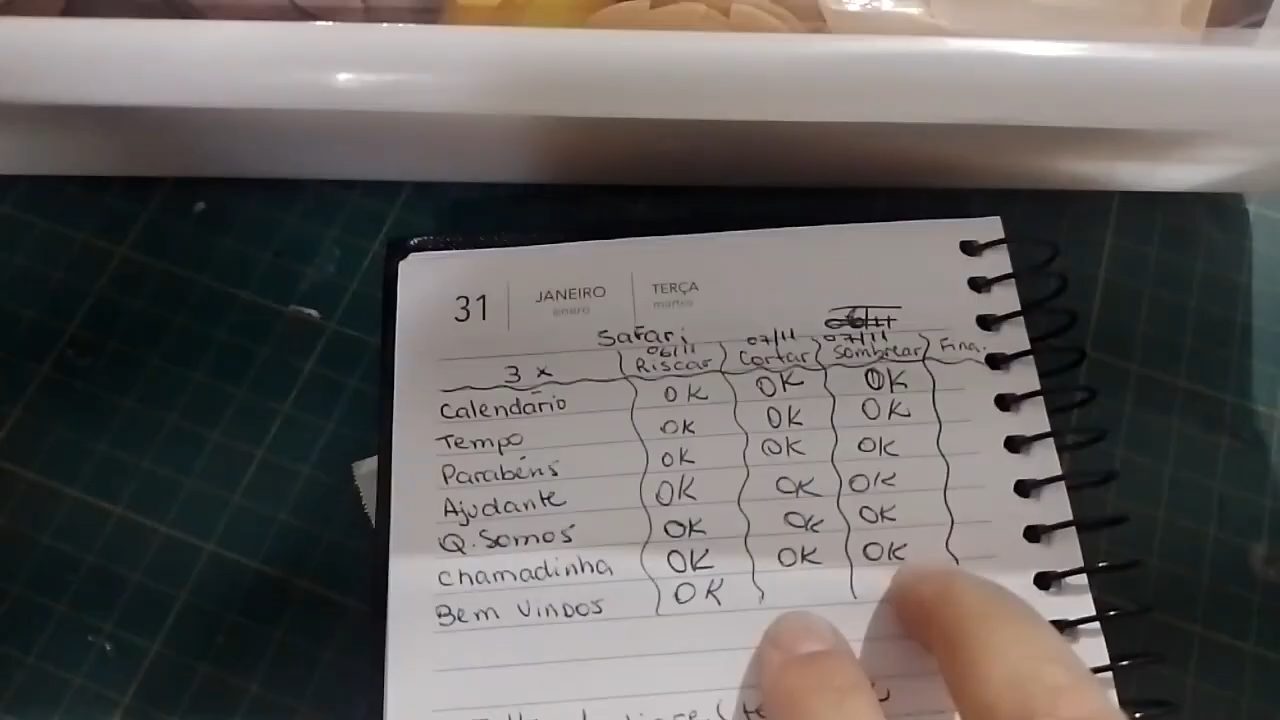 31 JANEIRO TERÇA
enero martes
Safari
06/11 07/11 07/11
3 x Riscar Cortar Sombrear Fina.
Calendário OK OK OK
Tempo OK OK OK
Parabéns OK OK OK
Ajudante OK OK OK
Q. Somos OK OK OK
Chamadinha OK OK OK
Bem Vindos OK